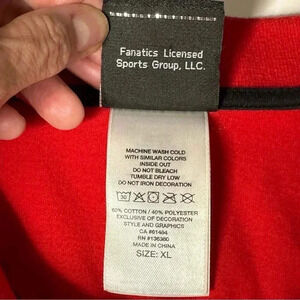 Fanatics Licensed
Sports Group, LLC.
MACHINE WASH COLD
WITH SIMILAR COLORS
INSIDE OUT
DO NOT BLEACH
TUMBLE DRY LOW
DO NOT IRON DECORATION
30
60% COTTON / 40% POLYESTER
EXCLUSIVE OF DECORATION
STYLE AND GRAPHICS
CA #61494
RN #136380
MADE IN CHINA
SIZE: XL